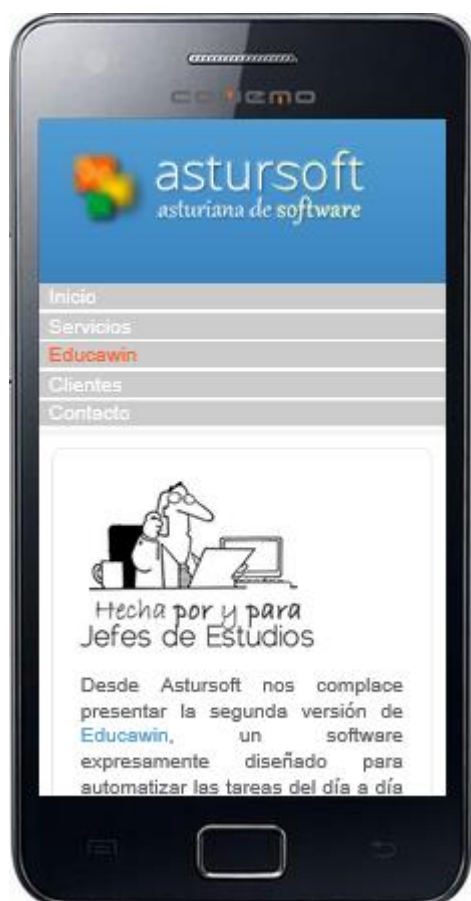 astursoft
asturiana de software
Inicio
Servicios
Educawin
Clientes
Contacto
Hecha por y para
Jefes de Estudios
Desde Astursoft nos complace
presentar la segunda versión de
Educawin, un software
expresamente diseñado para
automatizar las tareas del día a día